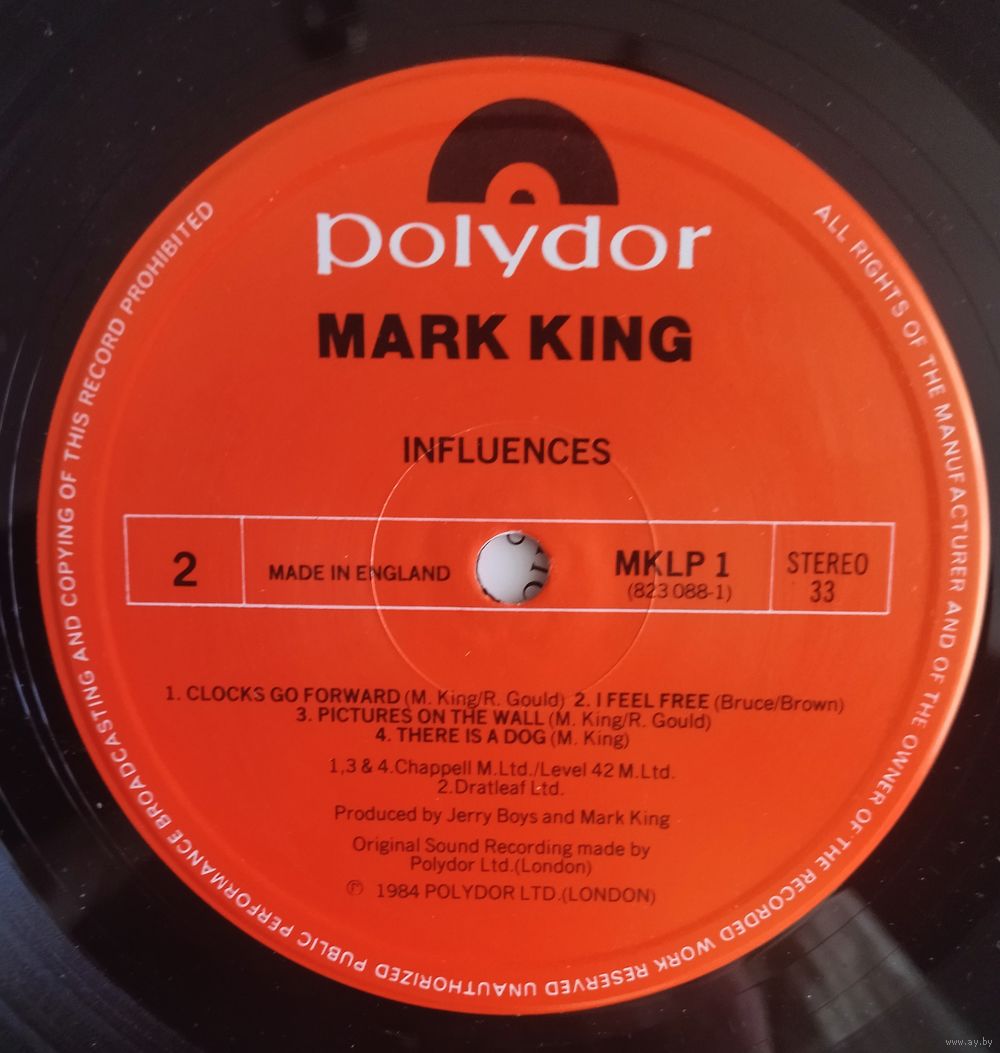 polydor
MARK KING
INFLUENCES
2
MADE IN ENGLAND
MKLP 1
(823 088-1)
STEREO
33
1. CLOCKS GO FORWARD (M. King/R. Gould) 2. I FEEL FREE (Bruce/Brown)
3. PICTURES ON THE WALL (M. King/R. Gould)
4. THERE IS A DOG (M. King)
1,3 & 4.Chappell M.Ltd./Level 42 M.Ltd.
2.Dratleaf Ltd.
Produced by Jerry Boys and Mark King
Original Sound Recording made by
Polydor Ltd.(London)
℗ 1984 POLYDOR LTD.(LONDON)
ALL RIGHTS OF THE MANUFACTURER AND OF THE OWNER OF THE RECORDED WORK RESERVED UNAUTHORIZED PUBLIC PERFORMANCE BROADCASTING AND COPYING OF THIS RECORD PROHIBITED
www.ay.by